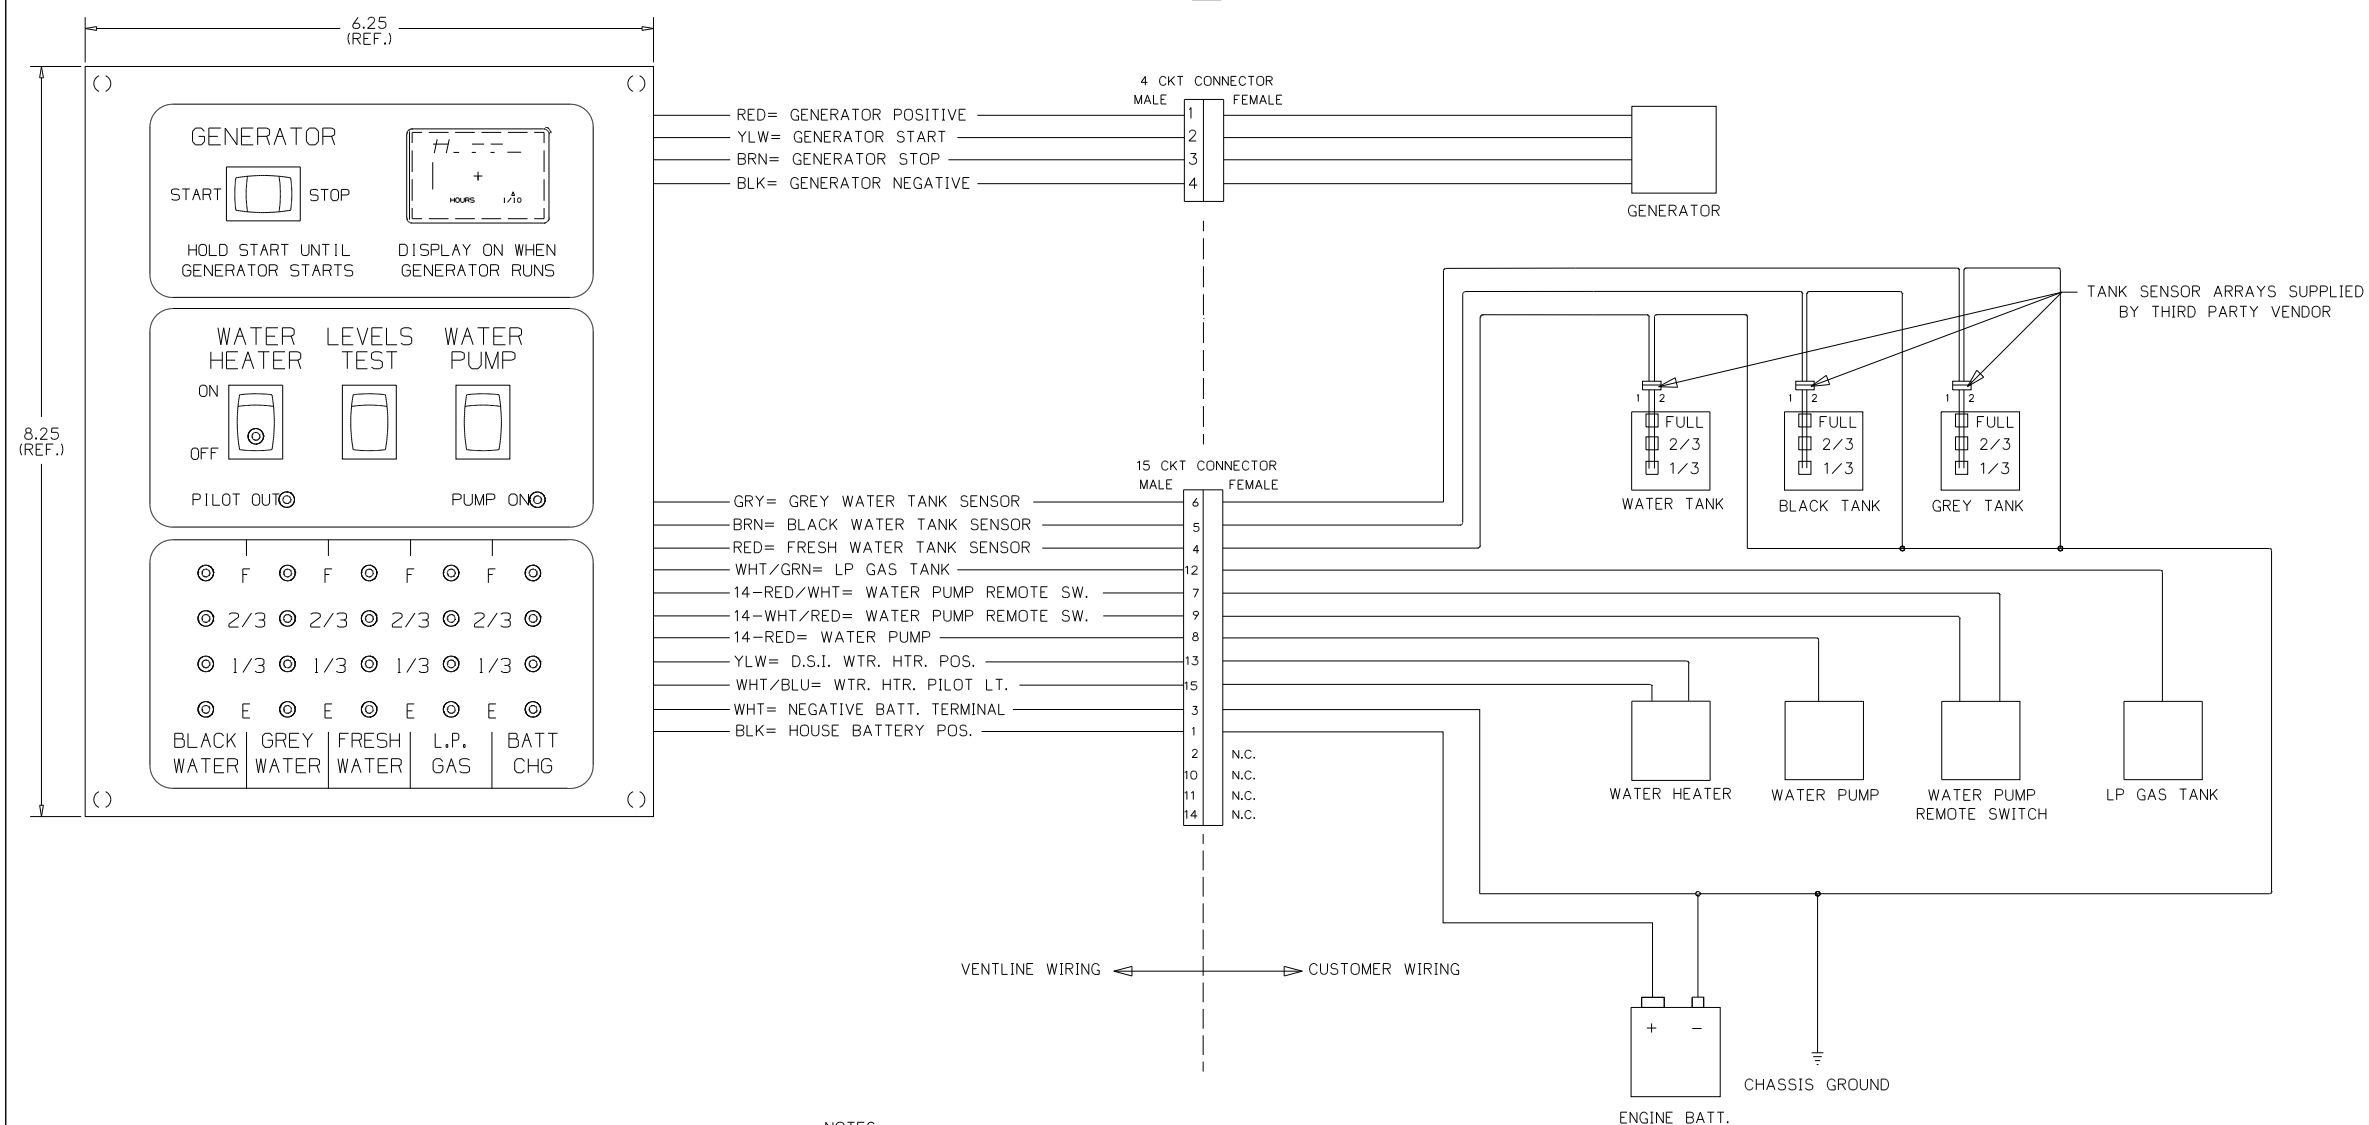 6.25
(REF.)
8.25
(REF.)
GENERATOR
START
STOP
HOLD START UNTIL
GENERATOR STARTS
HOURS
1/10
DISPLAY ON WHEN
GENERATOR RUNS
WATER
HEATER
LEVELS
TEST
WATER
PUMP
ON
OFF
PILOT OUT
PUMP ON
F F F F
2/3 2/3 2/3 2/3
1/3 1/3 1/3 1/3
E E E E
BLACK
WATER
GREY
WATER
FRESH
WATER
L.P.
GAS
BATT
CHG
4 CKT CONNECTOR
MALE FEMALE
RED= GENERATOR POSITIVE 1
YLW= GENERATOR START 2
BRN= GENERATOR STOP 3
BLK= GENERATOR NEGATIVE 4
GENERATOR
15 CKT CONNECTOR
MALE FEMALE
GRY= GREY WATER TANK SENSOR 6
BRN= BLACK WATER TANK SENSOR 5
RED= FRESH WATER TANK SENSOR 4
WHT/GRN= LP GAS TANK 12
14-RED/WHT= WATER PUMP REMOTE SW. 7
14-WHT/RED= WATER PUMP REMOTE SW. 9
14-RED= WATER PUMP 8
YLW= D.S.I. WTR. HTR. POS. 13
WHT/BLU= WTR. HTR. PILOT LT. 15
WHT= NEGATIVE BATT. TERMINAL 3
BLK= HOUSE BATTERY POS. 1
2 N.C.
10 N.C.
11 N.C.
14 N.C.
TANK SENSOR ARRAYS SUPPLIED
BY THIRD PARTY VENDOR
1 2
FULL
2/3
1/3
WATER TANK
1 2
FULL
2/3
1/3
BLACK TANK
1 2
FULL
2/3
1/3
GREY TANK
WATER HEATER
WATER PUMP
WATER PUMP
REMOTE SWITCH
LP GAS TANK
VENTLINE WIRING
CUSTOMER WIRING
+ −
ENGINE BATT.
CHASSIS GROUND
NOTES